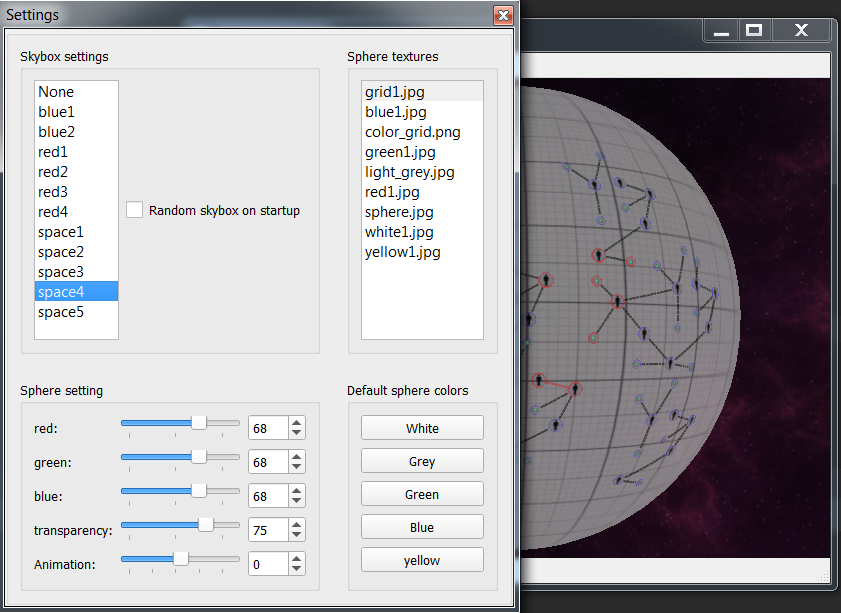 Settings
Skybox settings
None
blue1
blue2
red1
red2
red3
red4
space1
space2
space3
space4
space5
Random skybox on startup
Sphere textures
grid1.jpg
blue1.jpg
color_grid.png
green1.jpg
light_grey.jpg
red1.jpg
sphere.jpg
white1.jpg
yellow1.jpg
Sphere setting
red: 68
green: 68
blue: 68
transparency: 75
Animation: 0
Default sphere colors
White
Grey
Green
Blue
yellow